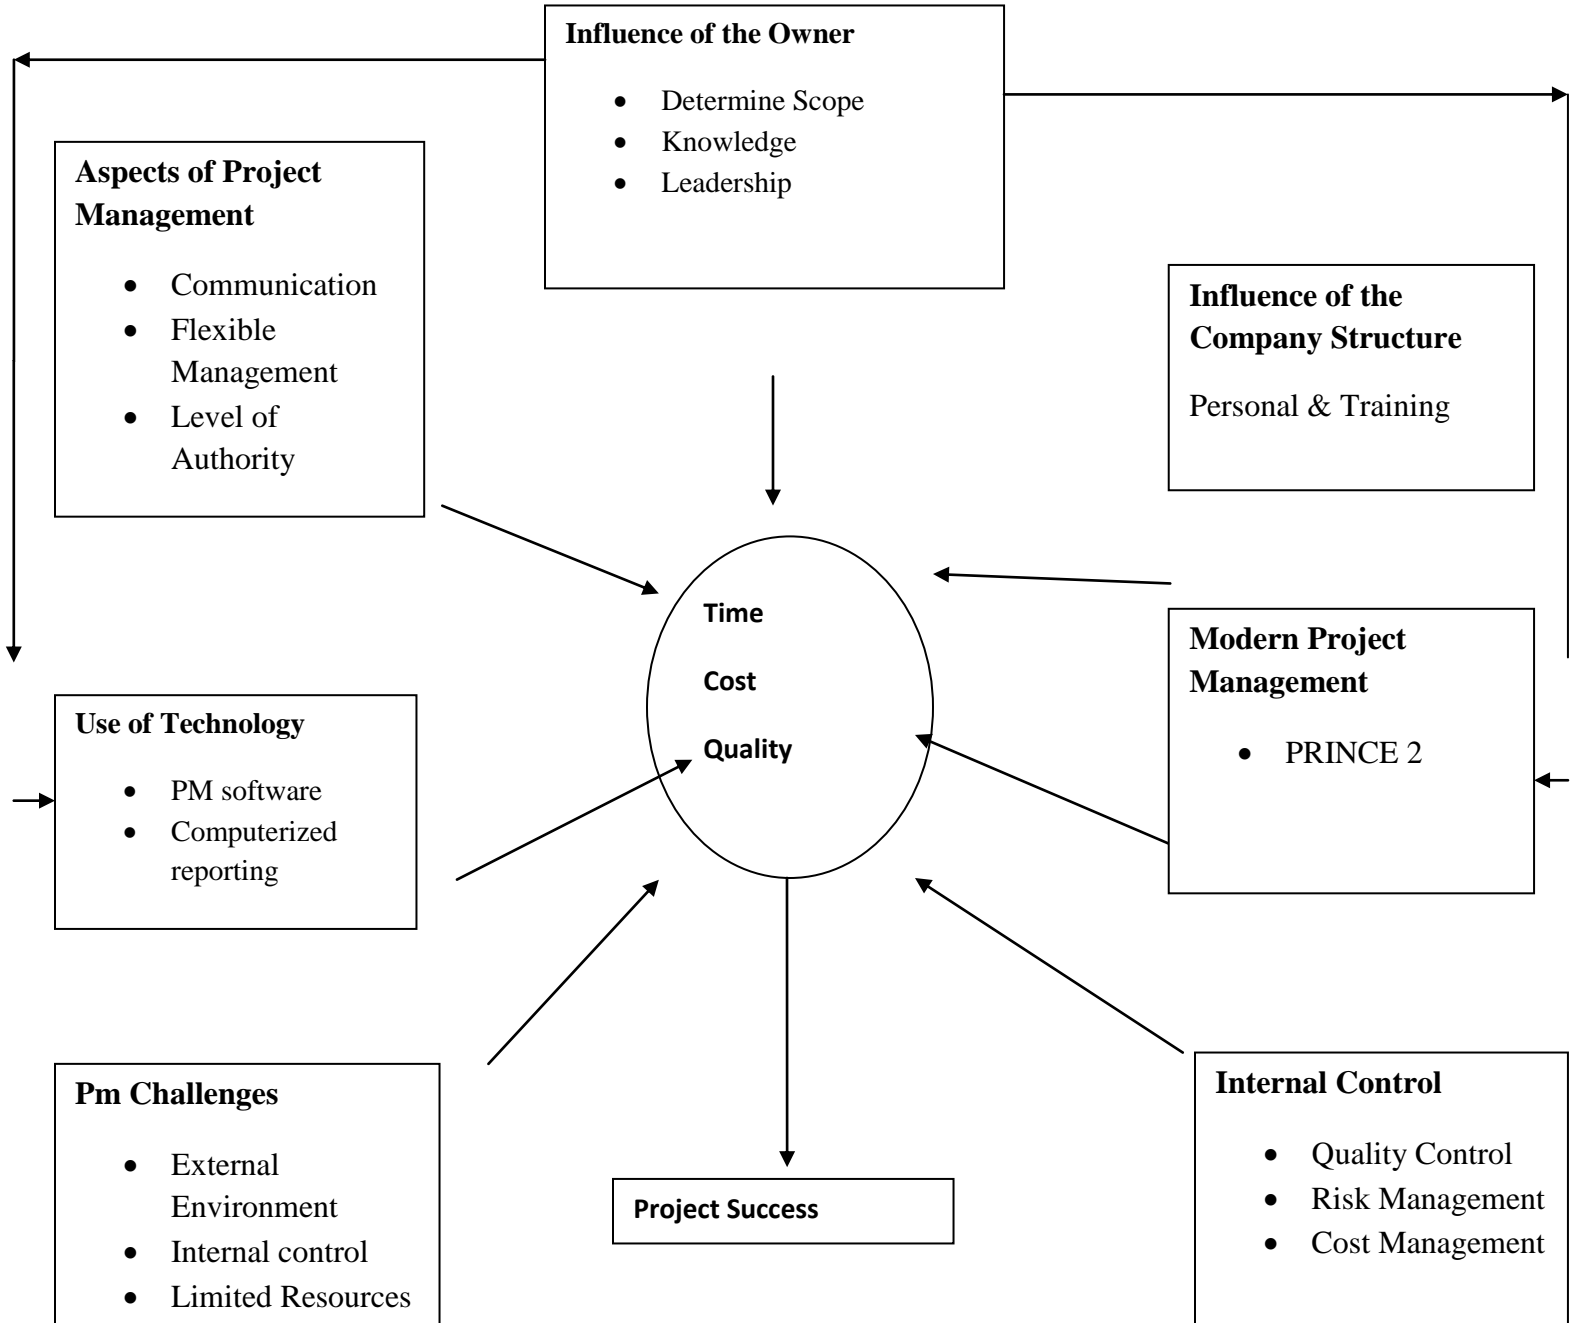 Influence of the Owner
• Determine Scope
• Knowledge
• Leadership
Aspects of Project
Management
• Communication
• Flexible
Management
• Level of
Authority
Influence of the
Company Structure
Personal & Training
Time
Cost
Quality
Modern Project
Management
• PRINCE 2
Use of Technology
• PM software
• Computerized
reporting
Pm Challenges
• External
Environment
• Internal control
• Limited Resources
Project Success
Internal Control
• Quality Control
• Risk Management
• Cost Management